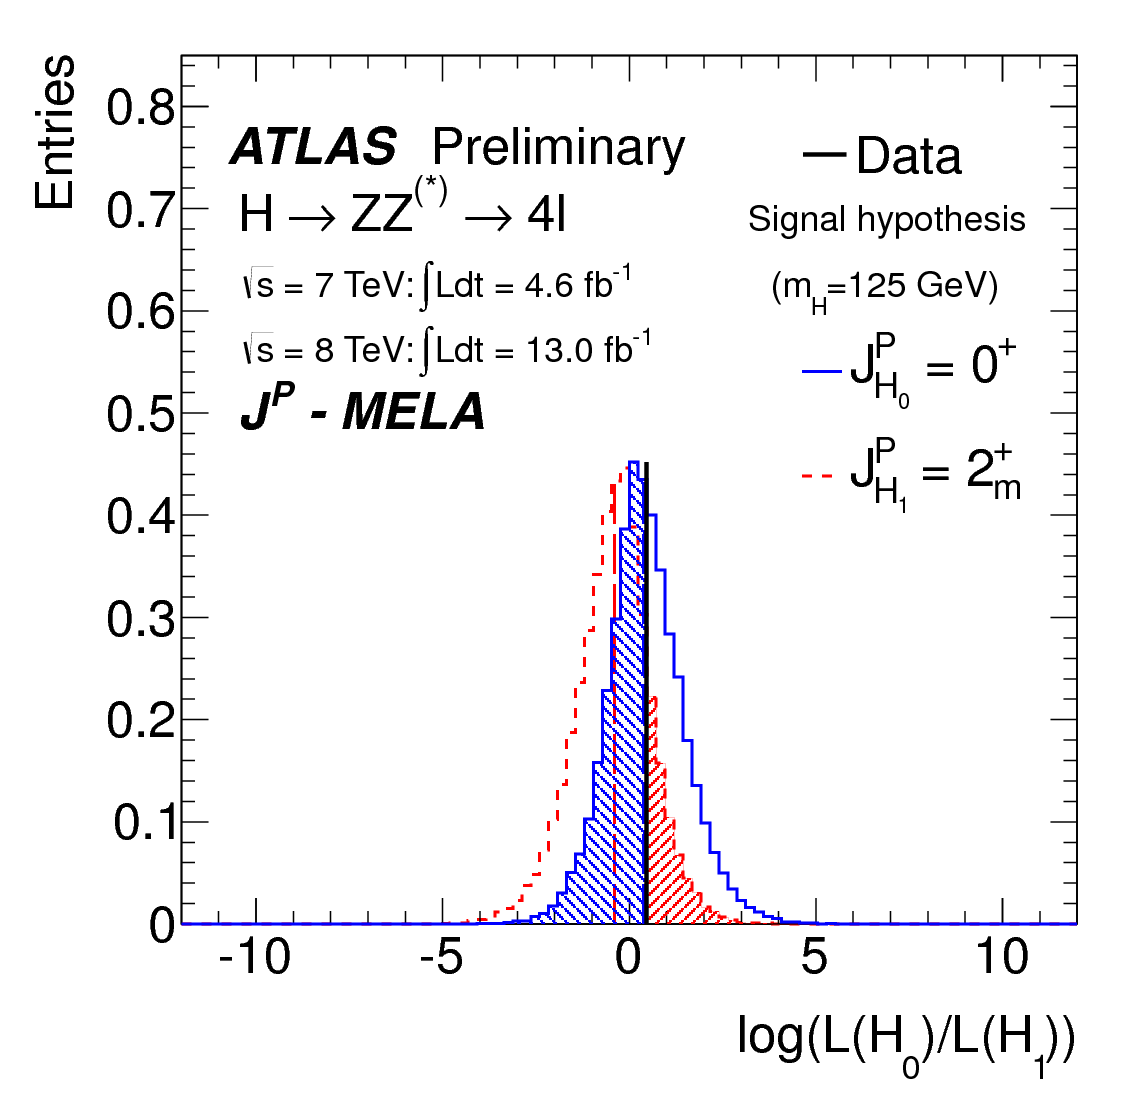 Entries
0.8
0.7
0.6
0.5
0.4
0.3
0.2
0.1
0
ATLAS Preliminary
H → ZZ(*) → 4l
√s = 7 TeV: ∫Ldt = 4.6 fb-1
√s = 8 TeV: ∫Ldt = 13.0 fb-1
JP - MELA
Data
Signal hypothesis
(mH=125 GeV)
JPH0 = 0+
JPH1 = 2+m
-10 -5 0 5 10
log(L(H0)/L(H1))